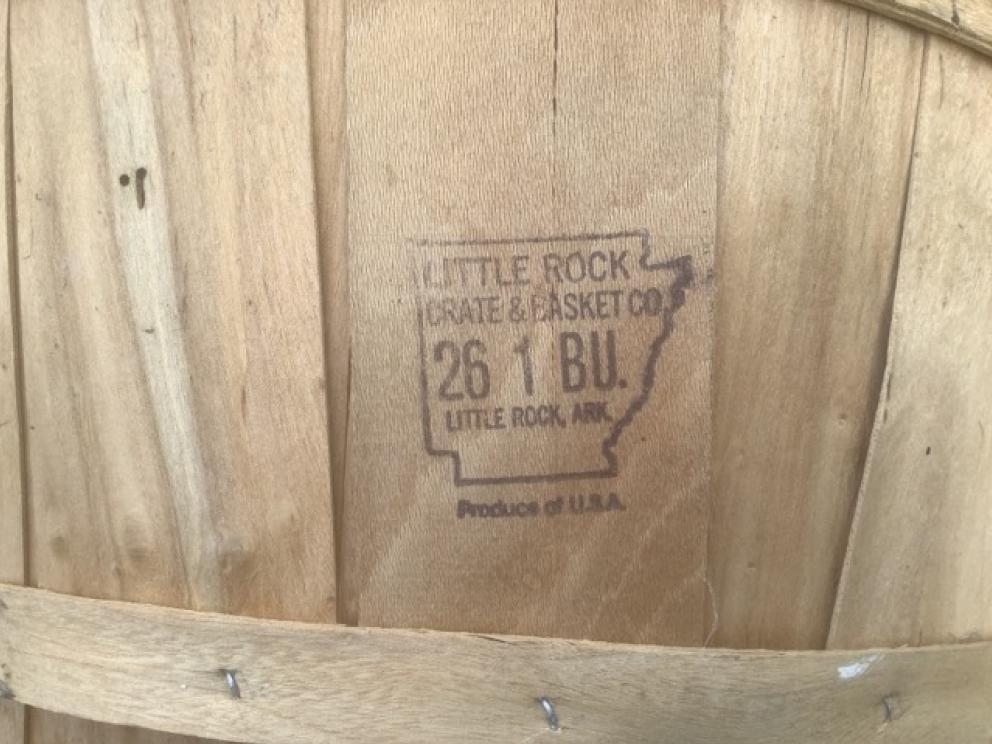 LITTLE ROCK
CRATE & BASKET CO.
26 1 BU.
LITTLE ROCK, ARK.
Produce of U.S.A.